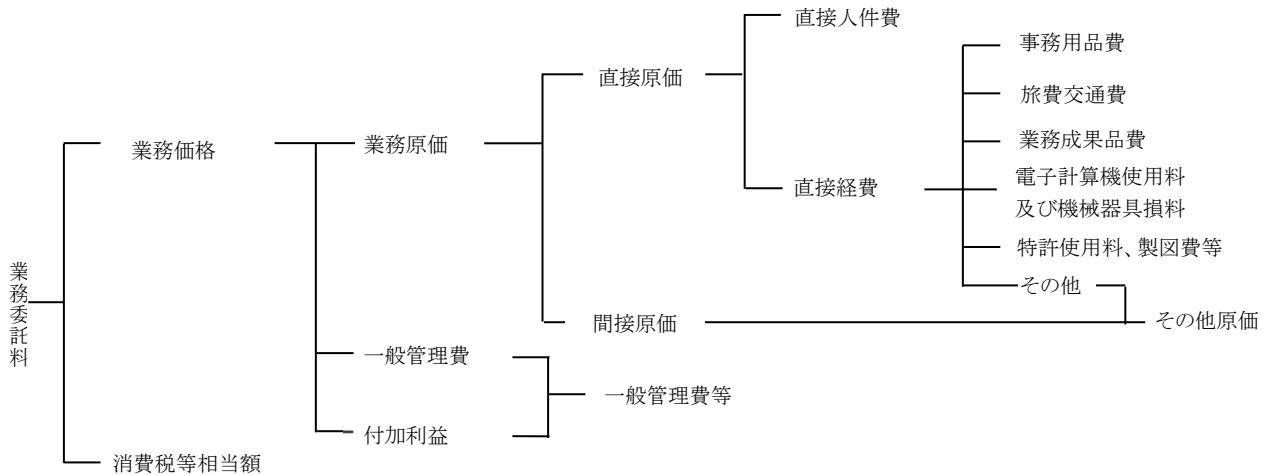 業務委託料
業務価格
消費税等相当額
業務原価
一般管理費
付加利益
一般管理費等
直接原価
間接原価
直接人件費
直接経費
事務用品費
旅費交通費
業務成果品費
電子計算機使用料
及び機械器具損料
特許使用料、製図費等
その他
その他原価